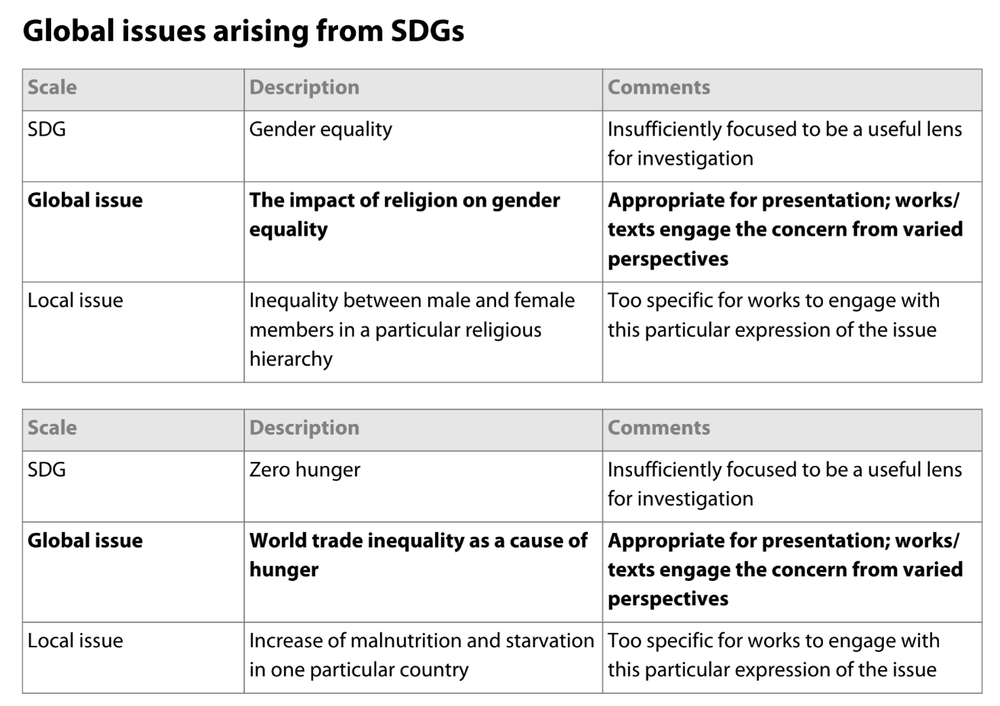 Global issues arising from SDGs
Scale Description Comments
SDG Gender equality Insufficiently focused to be a useful lens
for investigation
Global issue The impact of religion on gender Appropriate for presentation; works/
equality texts engage the concern from varied
perspectives
Local issue Inequality between male and female Too specific for works to engage with
members in a particular religious this particular expression of the issue
hierarchy
Scale Description Comments
SDG Zero hunger Insufficiently focused to be a useful lens
for investigation
Global issue World trade inequality as a cause of Appropriate for presentation; works/
hunger texts engage the concern from varied
perspectives
Local issue Increase of malnutrition and starvation Too specific for works to engage with
in one particular country this particular expression of the issue